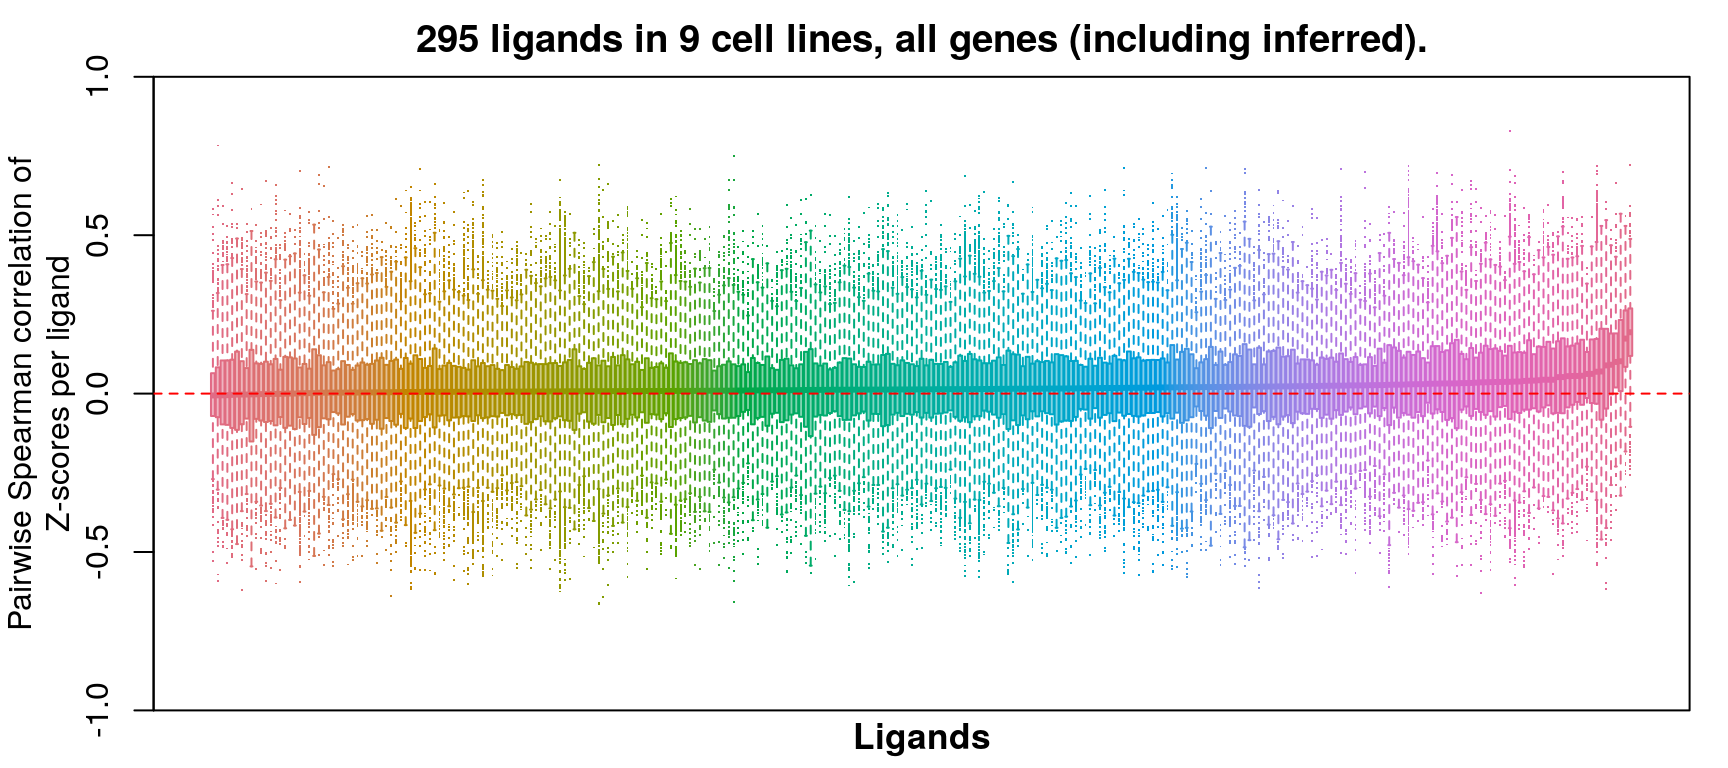 295 ligands in 9 cell lines, all genes (including inferred).
Pairwise Spearman correlation of
Z-scores per ligand
1.0
0.5
0.0
-0.5
-1.0
Ligands